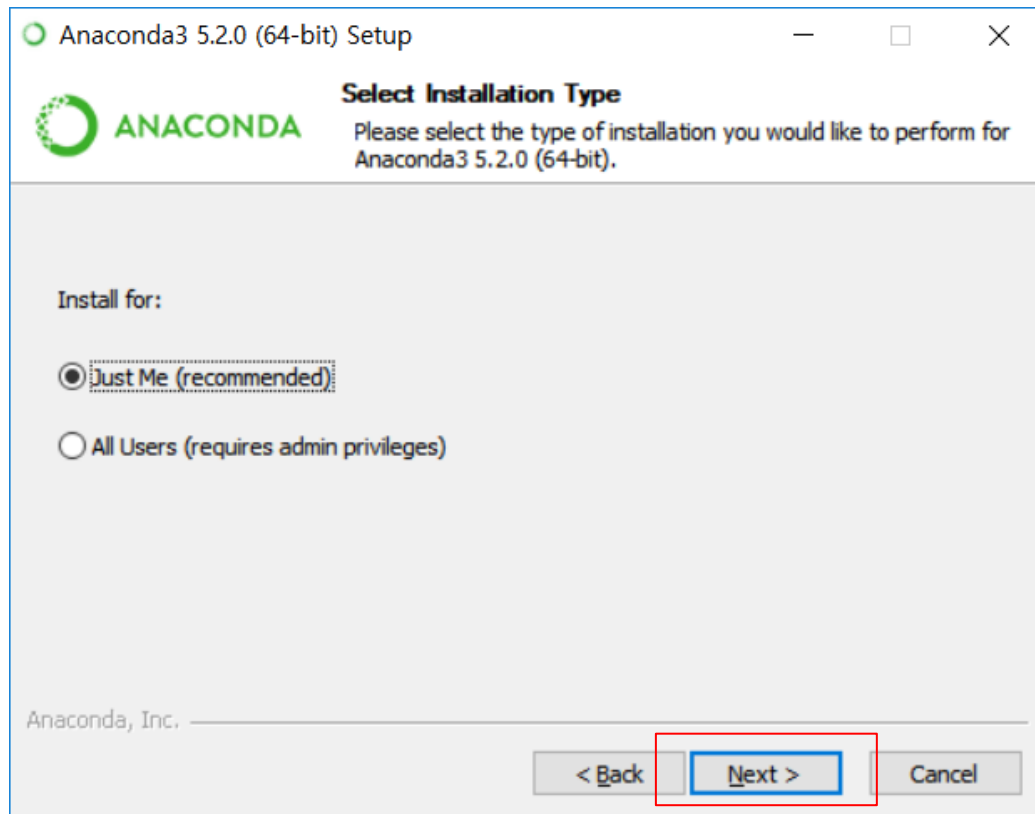 Anaconda3 5.2.0 (64-bit) Setup
ANACONDA
Select Installation Type
Please select the type of installation you would like to perform for
Anaconda3 5.2.0 (64-bit).
Install for:
Just Me (recommended)
All Users (requires admin privileges)
Anaconda, Inc.
< Back Next > Cancel